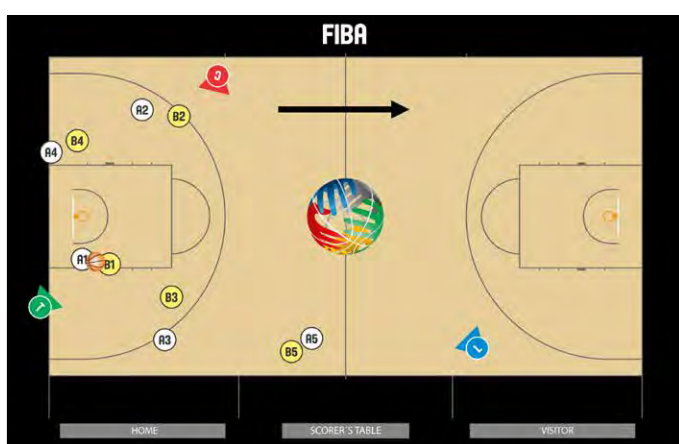 FIBA
C
A2
B2
B4
A4
A1
B1
T
B3
A3
A5
B5
L
HOME
SCORER'S TABLE
VISITOR